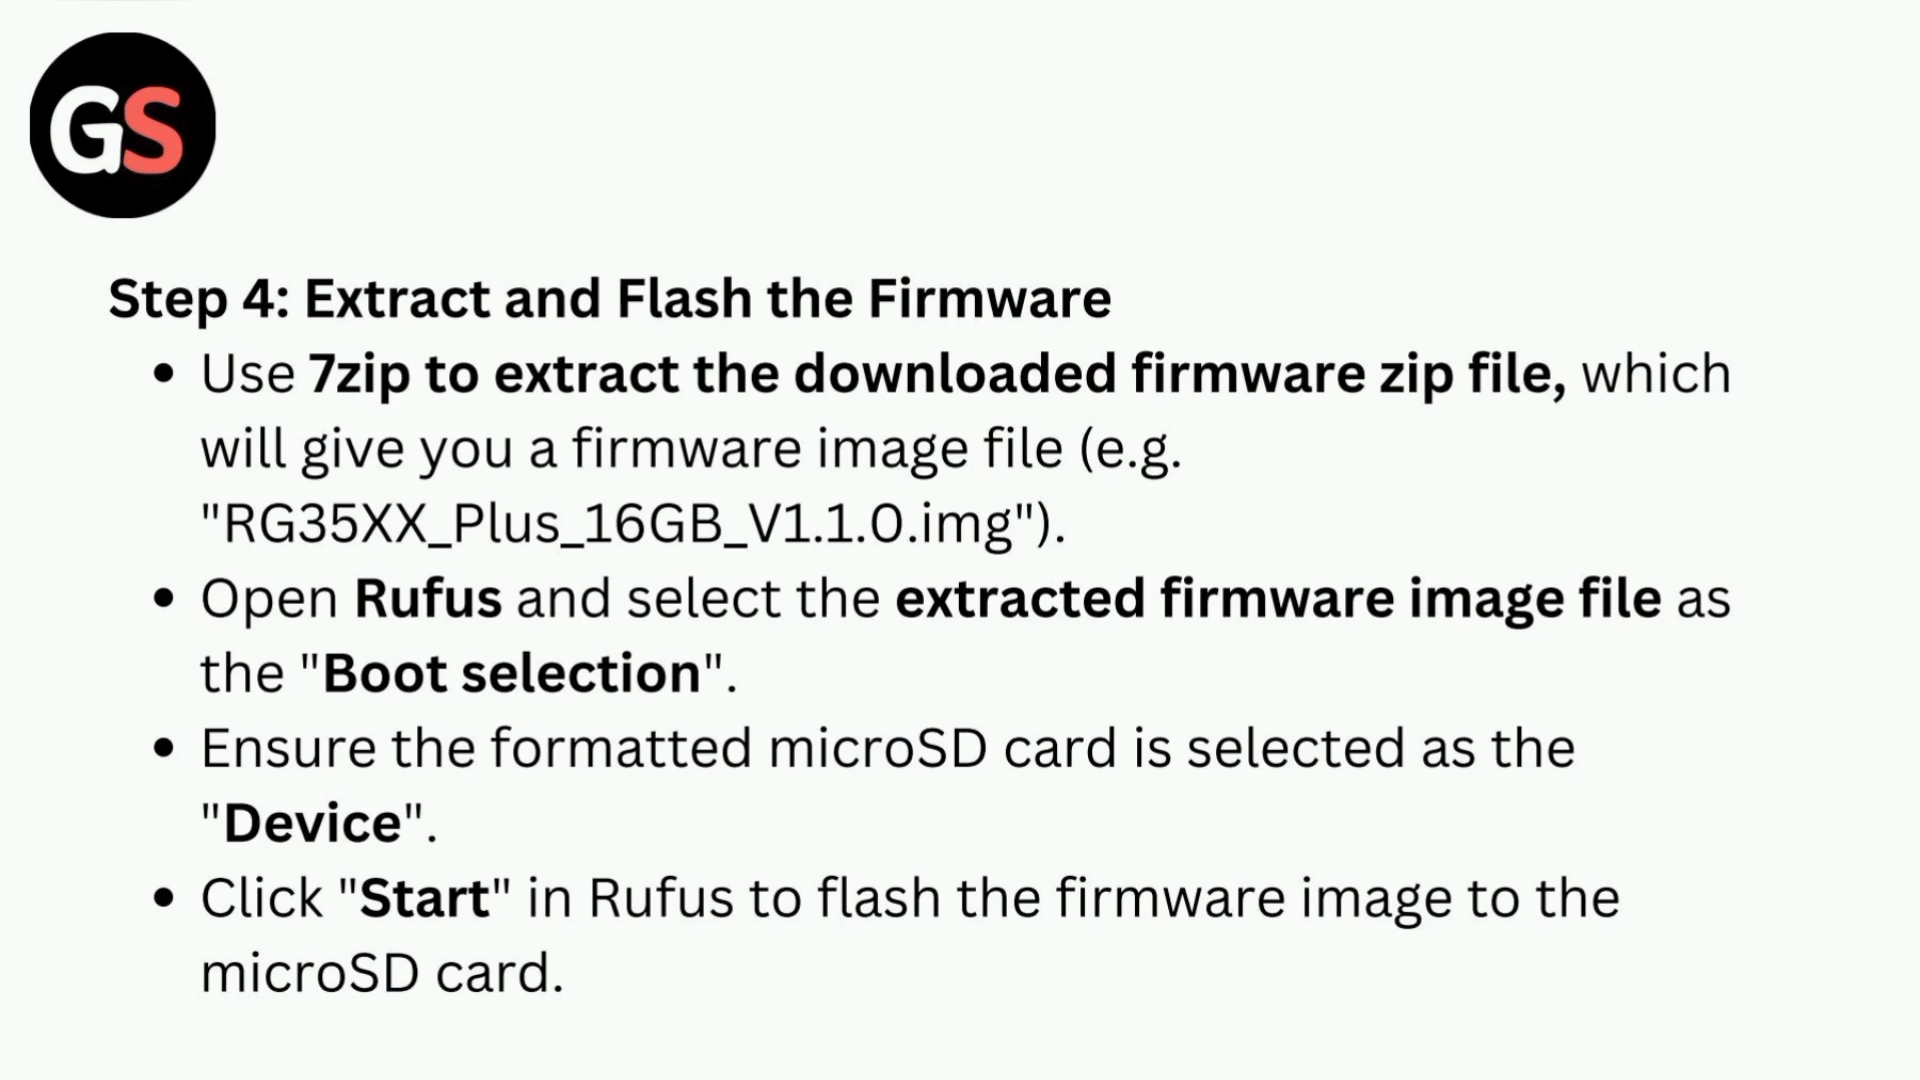 GS
Step 4: Extract and Flash the Firmware
• Use 7zip to extract the downloaded firmware zip file, which
will give you a firmware image file (e.g.
"RG35XX_Plus_16GB_V1.1.0.img").
• Open Rufus and select the extracted firmware image file as
the "Boot selection".
• Ensure the formatted microSD card is selected as the
"Device".
• Click "Start" in Rufus to flash the firmware image to the
microSD card.